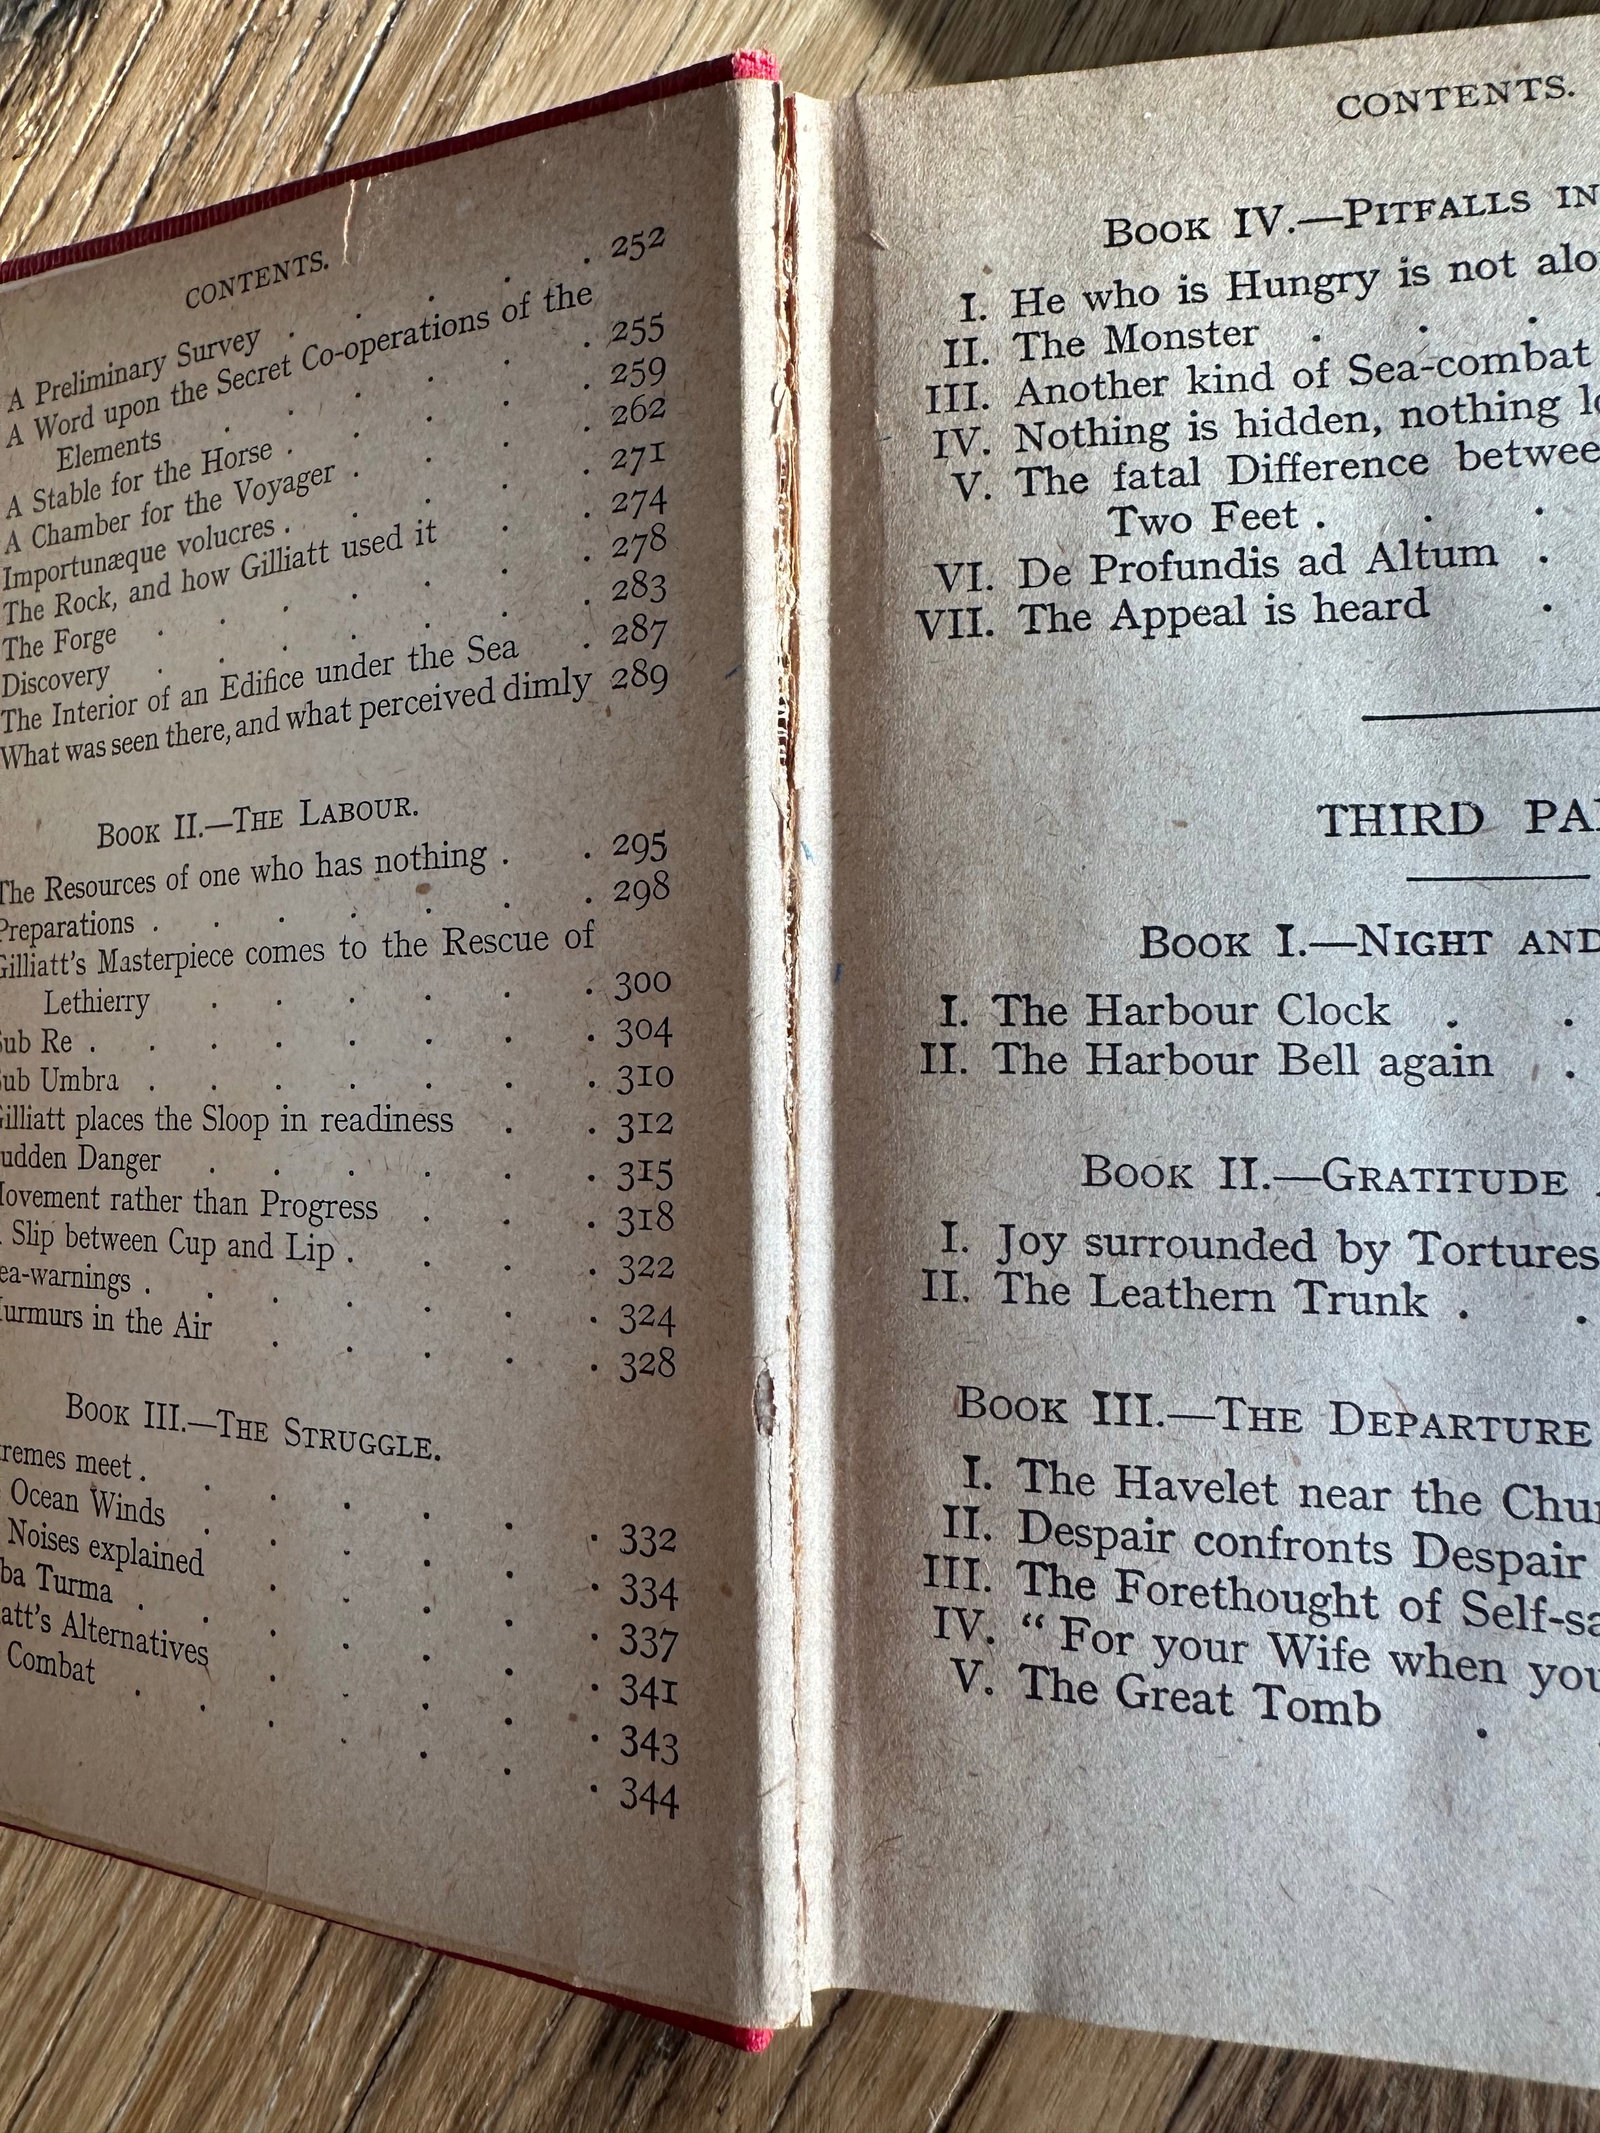 CONTENTS.
A Preliminary Survey . . . . . 252
A Word upon the Secret Co-operations of the
Elements . . . . . . 255
A Stable for the Horse . . . . . 259
A Chamber for the Voyager . . . . 262
Importunæque volucres . . . . . 271
The Rock, and how Gilliatt used it . . 274
The Forge . . . . . . . 278
Discovery . . . . . . . 283
The Interior of an Edifice under the Sea . 287
What was seen there, and what perceived dimly 289
Book II.—The Labour.
The Resources of one who has nothing . . 295
Preparations . . . . . . . 298
Gilliatt's Masterpiece comes to the Rescue of
Lethierry . . . . . . 300
Sub Re . . . . . . . . 304
Sub Umbra . . . . . . . 310
Gilliatt places the Sloop in readiness . . 312
udden Danger . . . . . . 315
ovement rather than Progress . . . 318
Slip between Cup and Lip . . . . 322
ea-warnings . . . . . . . 324
urmurs in the Air . . . . . 328
Book III.—The Struggle.
remes meet . . . . . . . 332
Ocean Winds . . . . . . 334
Noises explained . . . . . 337
ba Turma . . . . . . . 341
att's Alternatives . . . . . 343
Combat . . . . . . . 344
CONTENTS.
Book IV.—Pitfalls in
I. He who is Hungry is not alo
II. The Monster . . .
III. Another kind of Sea-combat
IV. Nothing is hidden, nothing lo
V. The fatal Difference betwee
Two Feet . . .
VI. De Profundis ad Altum .
VII. The Appeal is heard .
THIRD PA
Book I.—Night and
I. The Harbour Clock . .
II. The Harbour Bell again .
Book II.—Gratitude
I. Joy surrounded by Tortures
II. The Leathern Trunk . .
Book III.—The Departure
I. The Havelet near the Chu
II. Despair confronts Despair
III. The Forethought of Self-sa
IV. "For your Wife when you
V. The Great Tomb .